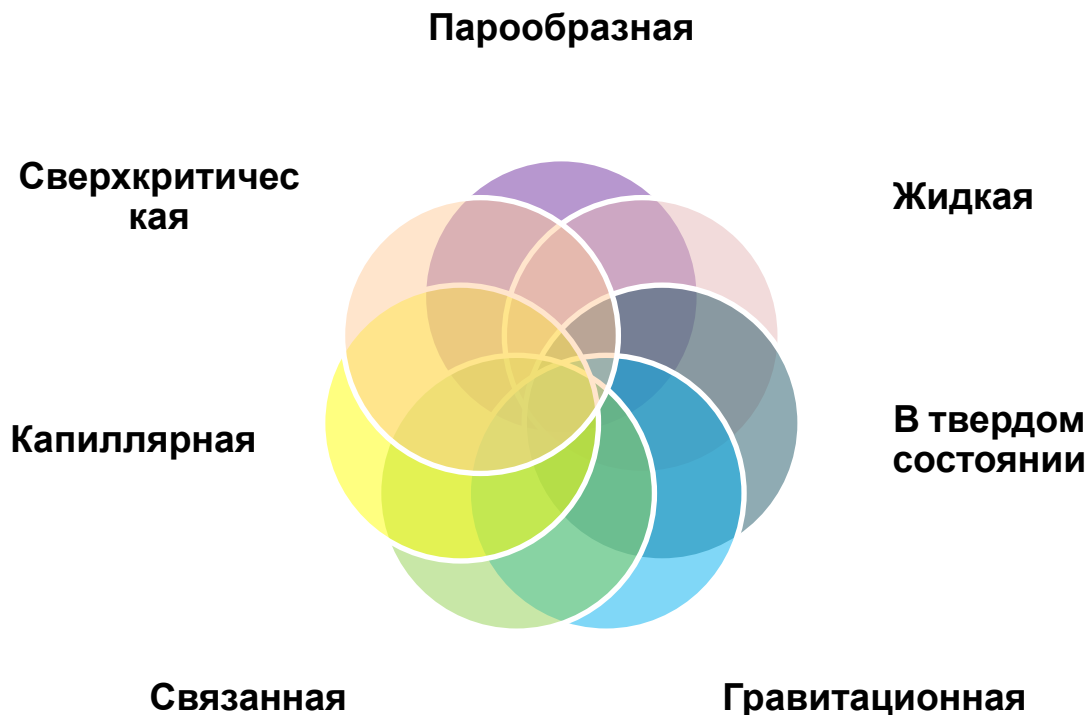 Парообразная
Сверхкритичес
кая
Жидкая
Капиллярная
В твердом
состоянии
Связанная
Гравитационная